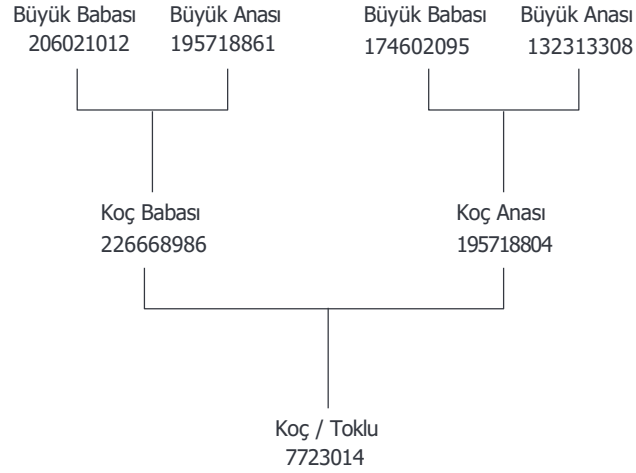 Büyük Babası Büyük Anası Büyük Babası Büyük Anası
206021012 195718861 174602095 132313308
Koç Babası Koç Anası
226668986 195718804
Koç / Toklu
7723014